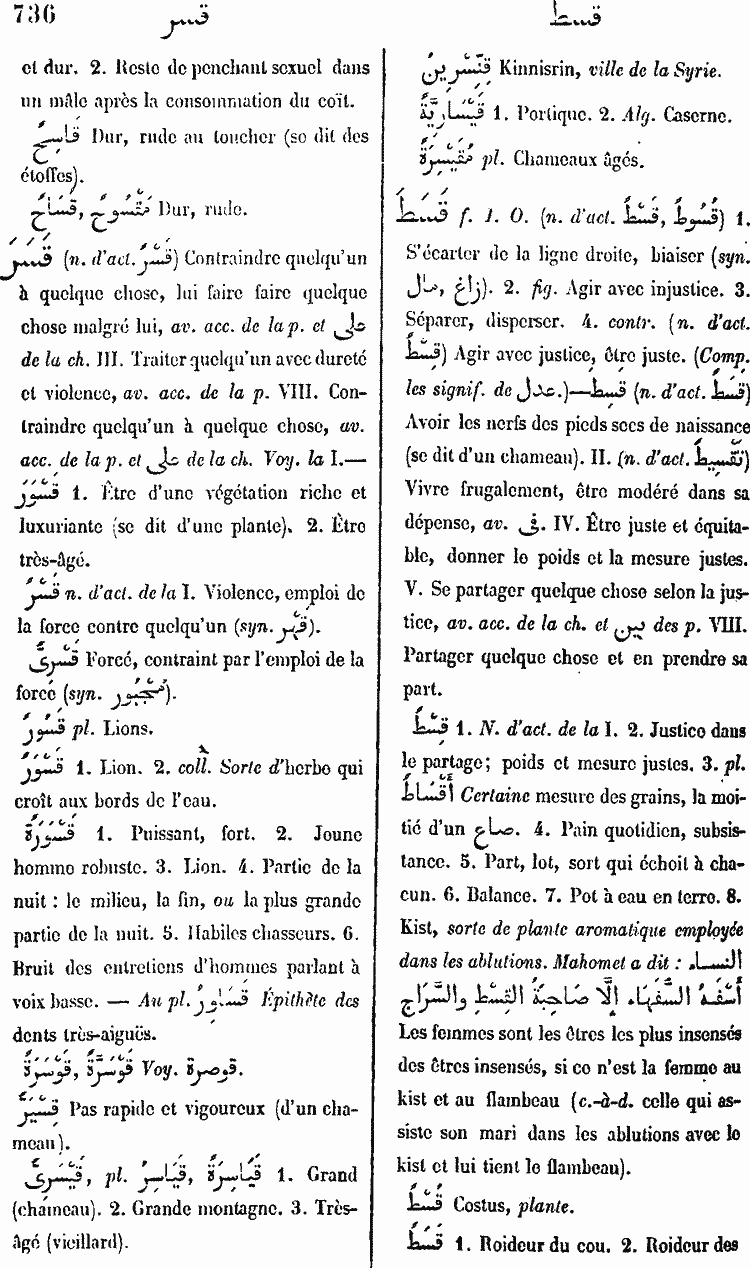 736
قسر
قسط
et dur. 2. Reste de penchant sexuel dans
un mâle après la consommation du coït.
قَاسِحٌ Dur, rude au toucher (se dit des
étoffes).
قُسَاحٌ, مَقْسُوحٌ Dur, rude.
قَسَرَ (n. d'act. قَسْرٌ) Contraindre quelqu'un
à quelque chose, lui faire faire quelque
chose malgré lui, av. acc. de la p. et على
de la ch. III. Traiter quelqu'un avec dureté
et violence, av. acc. de la p. VIII. Con-
traindre quelqu'un à quelque chose, av.
acc. de la p. et على de la ch. Voy. la I.—
قَسْوَرَ 1. Être d'une végétation riche et
luxuriante (se dit d'une plante). 2. Être
très-âgé.
قَسْرٌ n. d'act. de la I. Violence, emploi de
la force contre quelqu'un (syn. قَهْر).
قَسْرِىٌّ Forcé, contraint par l'emploi de la
force (syn. مَجْبُور).
قُسُورٌ pl. Lions.
قَسْوَرٌ 1. Lion. 2. coll. Sorte d'herbe qui
croît aux bords de l'eau.
قَسْوَرَةٌ 1. Puissant, fort. 2. Jeune
homme robuste. 3. Lion. 4. Partie de la
nuit : le milieu, la fin, ou la plus grande
partie de la nuit. 5. Habiles chasseurs. 6.
Bruit des entretiens d'hommes parlant à
voix basse. — Au pl. قَسَاوِرُ Épithète des
dents très-aiguës.
قَوْسَرَّةٌ, قَوْسَرَةٌ Voy. قوصرة.
قِسْيَرٌّ Pas rapide et vigoureux (d'un cha-
meau).
قَيْسَرِىٌّ, pl. قَيَاسِرُ, قَيَاسِرَةٌ 1. Grand
(chameau). 2. Grande montagne. 3. Très-
âgé (vieillard).
قِنَّسْرِينُ Kinnisrin, ville de la Syrie.
قَيْسَارِيَّةٌ 1. Portique. 2. Alg. Caserne.
مُقَيْسِرَةٌ pl. Chameaux âgés.
قَسَطَ f. I. O. (n. d'act. قَسْطٌ, قُسُوطٌ) 1.
S'écarter de la ligne droite, biaiser (syn.
زاغ, مال). 2. fig. Agir avec injustice. 3.
Séparer, disperser. 4. contr. (n. d'act.
قِسْطٌ) Agir avec justice, être juste. (Comp.
les signif. de عدل.)—قسط (n. d'act. قَسَطٌ)
Avoir les nerfs des pieds secs de naissance
(se dit d'un chameau). II. (n. d'act. تَقْسِيطٌ)
Vivre frugalement, être modéré dans sa
dépense, av. فى. IV. Être juste et équita-
ble, donner le poids et la mesure justes.
V. Se partager quelque chose selon la jus-
tice, av. acc. de la ch. et بين des p. VIII.
Partager quelque chose et en prendre sa
part.
قِسْطٌ 1. N. d'act. de la I. 2. Justice dans
le partage; poids et mesure justes. 3. pl.
أَقْسَاطٌ Certaine mesure des grains, la moi-
tié d'un صاع. 4. Pain quotidien, subsis-
tance. 5. Part, lot, sort qui échoit à cha-
cun. 6. Balance. 7. Pot à eau en terre. 8.
Kist, sorte de plante aromatique employée
dans les ablutions. Mahomet a dit : النساء
أَسْفَهُ السُّفَهَاء إِلَّا صَاحِبَةُ القِسْطِ والسَّرَاجِ
Les femmes sont les êtres les plus insensés
des êtres insensés, si ce n'est la femme au
kist et au flambeau (c.-à-d. celle qui as-
siste son mari dans les ablutions avec le
kist et lui tient le flambeau).
قُسْطٌ Costus, plante.
قَسَطٌ 1. Roideur du cou. 2. Roideur des